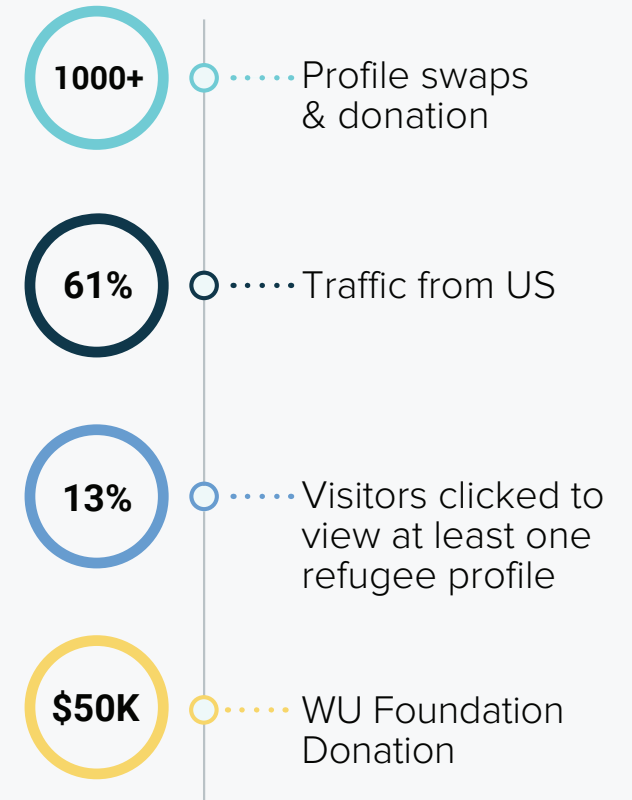 1000+
Profile swaps
& donation
61%
Traffic from US
13%
Visitors clicked to
view at least one
refugee profile
$50K
WU Foundation
Donation